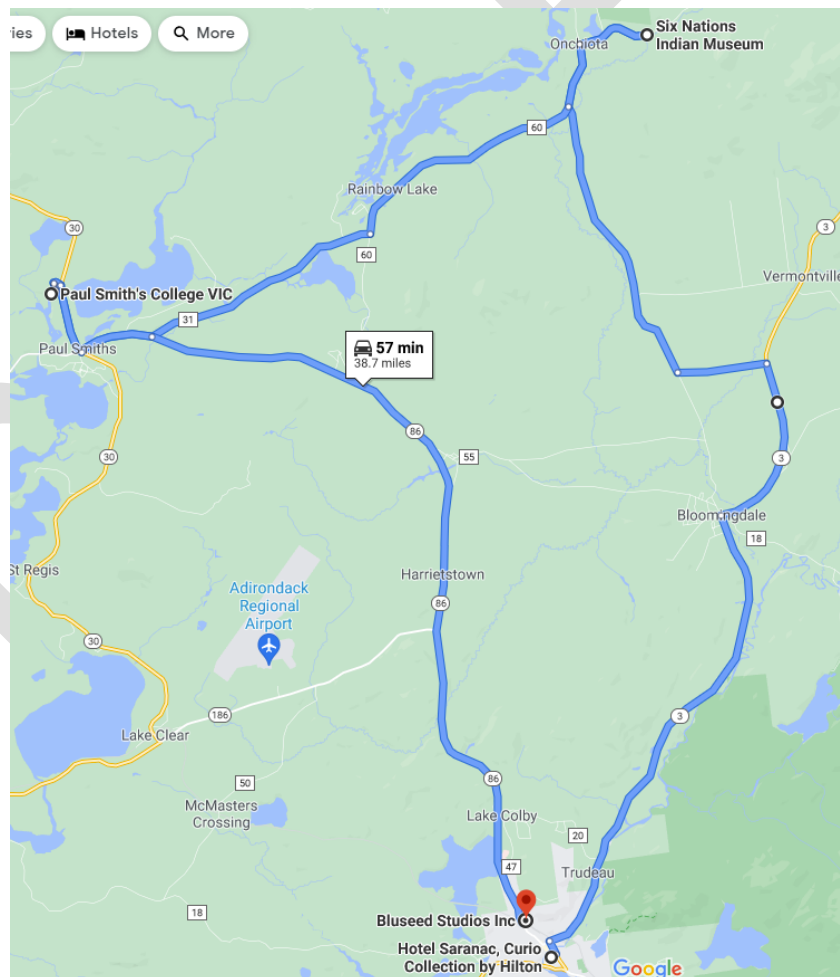 ries
Hotels
More
Six Nations
Indian Museum
Onchiota
60
Rainbow Lake
30
60
3
Vermontville
Paul Smith's College VIC
31
Paul Smiths
57 min
38.7 miles
86
55
30
3
Bloomingdale
18
St Regis
Harrietstown
Adirondack
Regional
Airport
86
30
186
Lake Clear
3
50
86
McMasters
Crossing
Lake Colby
20
47
Trudeau
18
Bluseed Studios Inc
Hotel Saranac, Curio
Collection by Hilton
Google